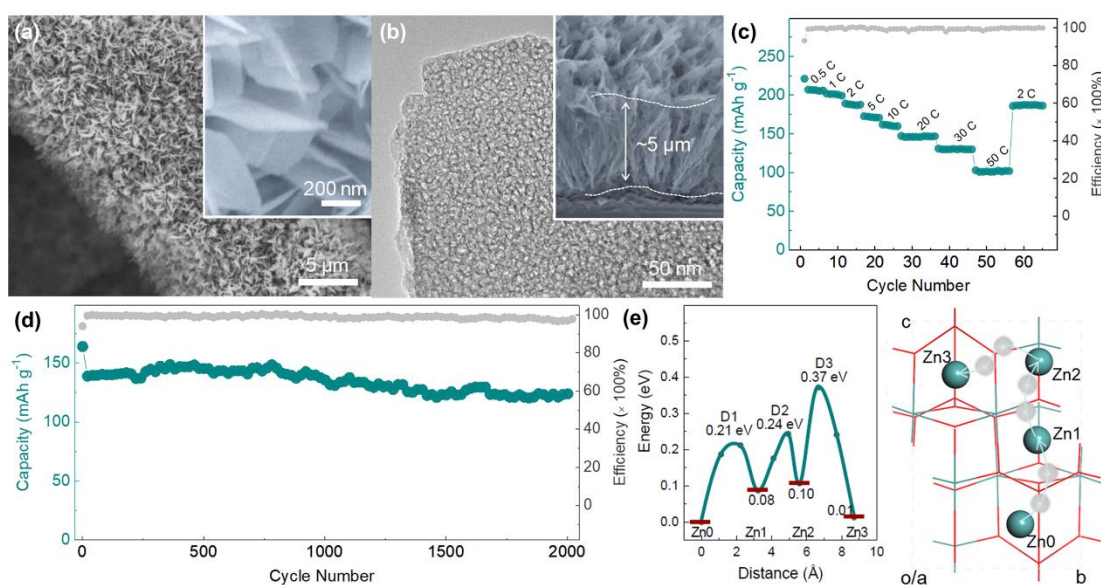 (a)
200 nm
5 μm
(b)
~5 μm
50 nm
(c)
Capacity (mAh g⁻¹)
250
200
150
100
50
0
0.5 C
1 C
2 C
5 C
10 C
20 C
30 C
50 C
2 C
100
80
60
40
20
0
Efficiency (× 100%)
0 10 20 30 40 50 60
Cycle Number
(d)
Capacity (mAh g⁻¹)
150
100
50
0
100
80
60
40
20
0
Efficiency (× 100%)
0 500 1000 1500 2000
Cycle Number
(e)
Energy (eV)
0.5
0.4
0.3
0.2
0.1
0.0
D1
0.21 eV
D2
0.24 eV
D3
0.37 eV
0.08
0.10
0.01
Zn0 Zn1 Zn2 Zn3
0 2 4 6 8 10
Distance (Å)
c
Zn3
Zn2
Zn1
Zn0
o/a
b